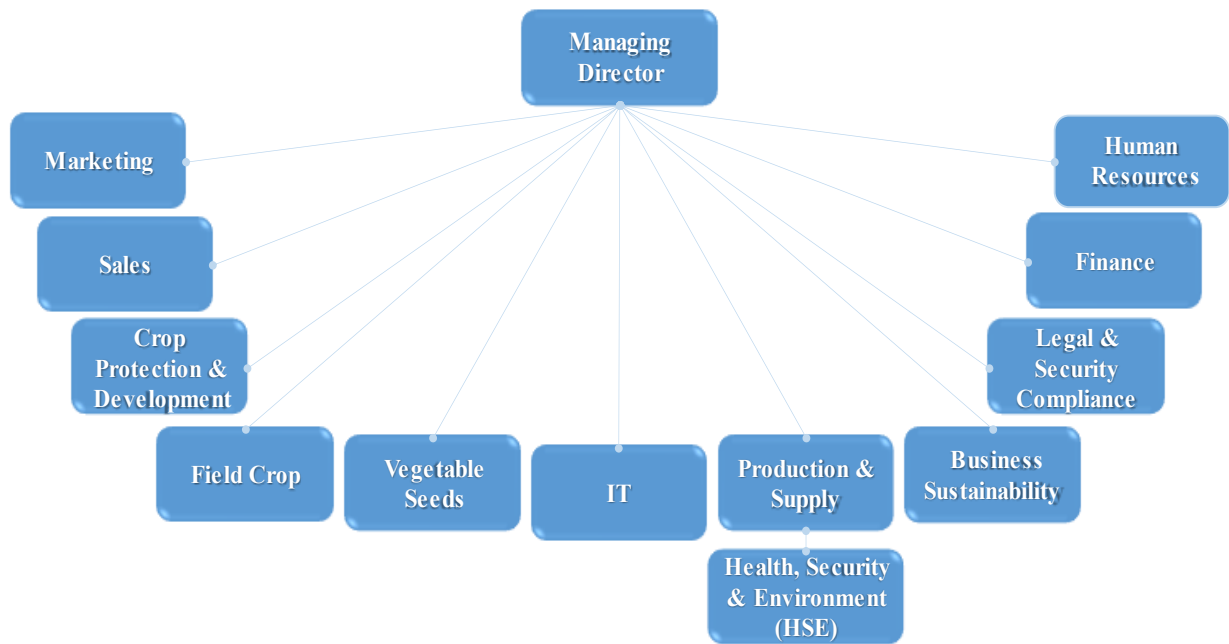 Managing
Director
Marketing
Human
Resources
Sales
Finance
Crop
Protection &
Development
Legal &
Security
Compliance
Field Crop
Vegetable
Seeds
IT
Production &
Supply
Business
Sustainability
Health, Security
& Environment
(HSE)